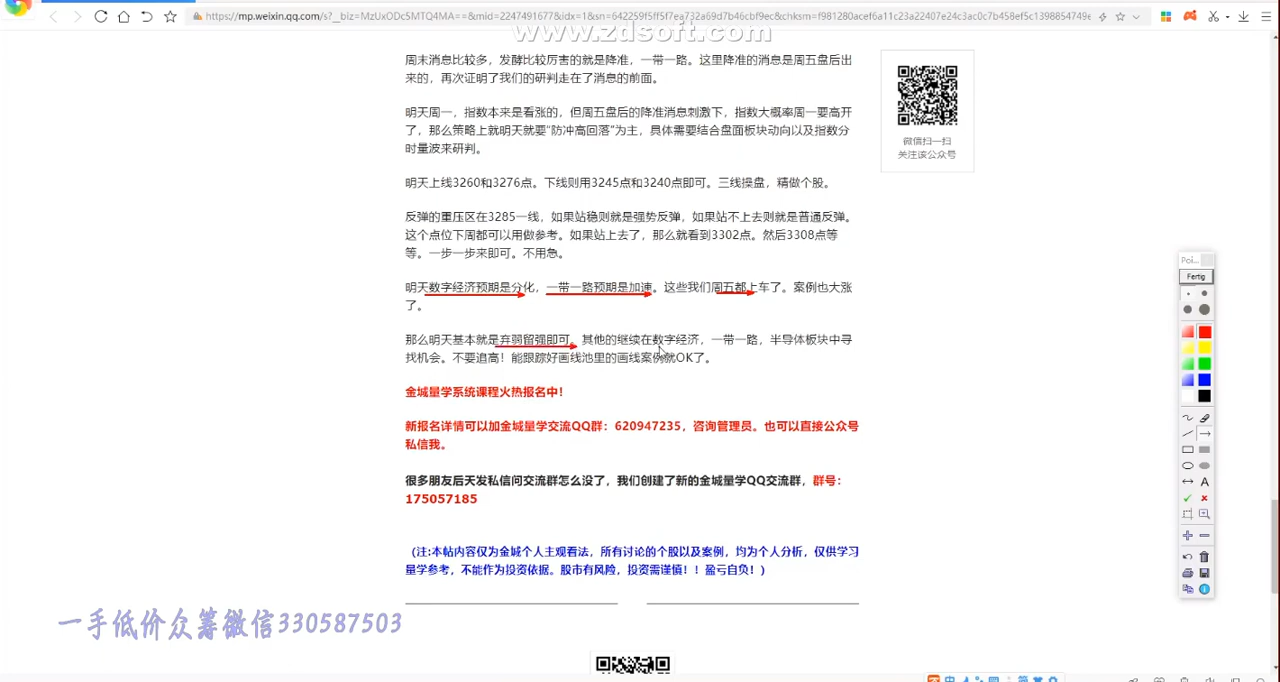 https://mp.weixin.qq.com/s?__biz=MzUxODc5MTQ4MA==&mid=2247491677&idx=1&sn=642259f5ff5f7ea732a69d7b46cbf9ec&chksm=f981280acef6a11c23a22407e24c3ac0c7b458ef5c1398854749e
www.zdsoft.com
周末消息比较多，发酵比较厉害的就是降准，一带一路。这里降准的消息是周五盘后出
来的，再次证明了我们的研判走在了消息的前面。
微信扫一扫
关注该公众号
明天周一，指数本来是看涨的，但周五盘后的降准消息刺激下，指数大概率周一要高开
了，那么策略上就明天就要“防冲高回落”为主，具体需要结合盘面板块动向以及指数分
时量波来研判。
明天上线3260和3276点。下线则用3245点和3240点即可。三线操盘，精做个股。
反弹的重压区在3285一线，如果站稳则就是强势反弹，如果站不上去则就是普通反弹。
这个点位下周都可以用做参考。如果站上去了，那么就看到3302点。然后3308点等
等。一步一步来即可。不用急。
明天数字经济预期是分化，一带一路预期是加速。这些我们周五都上车了。案例也大涨
了。
那么明天基本就是弃弱留强即可。其他的继续在数字经济，一带一路，半导体板块中寻
找机会。不要追高！能跟踪好画线池里的画线案例就OK了。
金城量学系统课程火热报名中！
新报名详情可以加金城量学交流QQ群：620947235，咨询管理员。也可以直接公众号
私信我。
很多朋友后天发私信问交流群怎么没了，我们创建了新的金城量学QQ交流群，群号：
175057185
（注:本帖内容仅为金城个人主观看法，所有讨论的个股以及案例，均为个人分析，仅供学习
量学参考，不能作为投资依据。股市有风险，投资需谨慎！！盈亏自负！）
一手低价众筹微信330587503
Poi...
Fertig
A